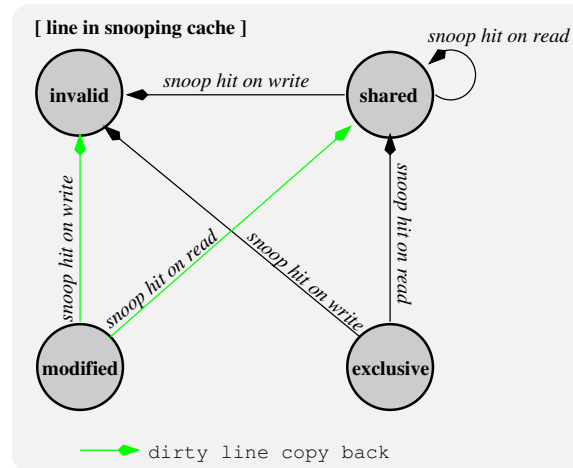 [ line in snooping cache ]
snoop hit on read
invalid
snoop hit on write
shared
snoop hit on write
snoop hit on read
snoop hit on write
snoop hit on read
modified
exclusive
dirty line copy back